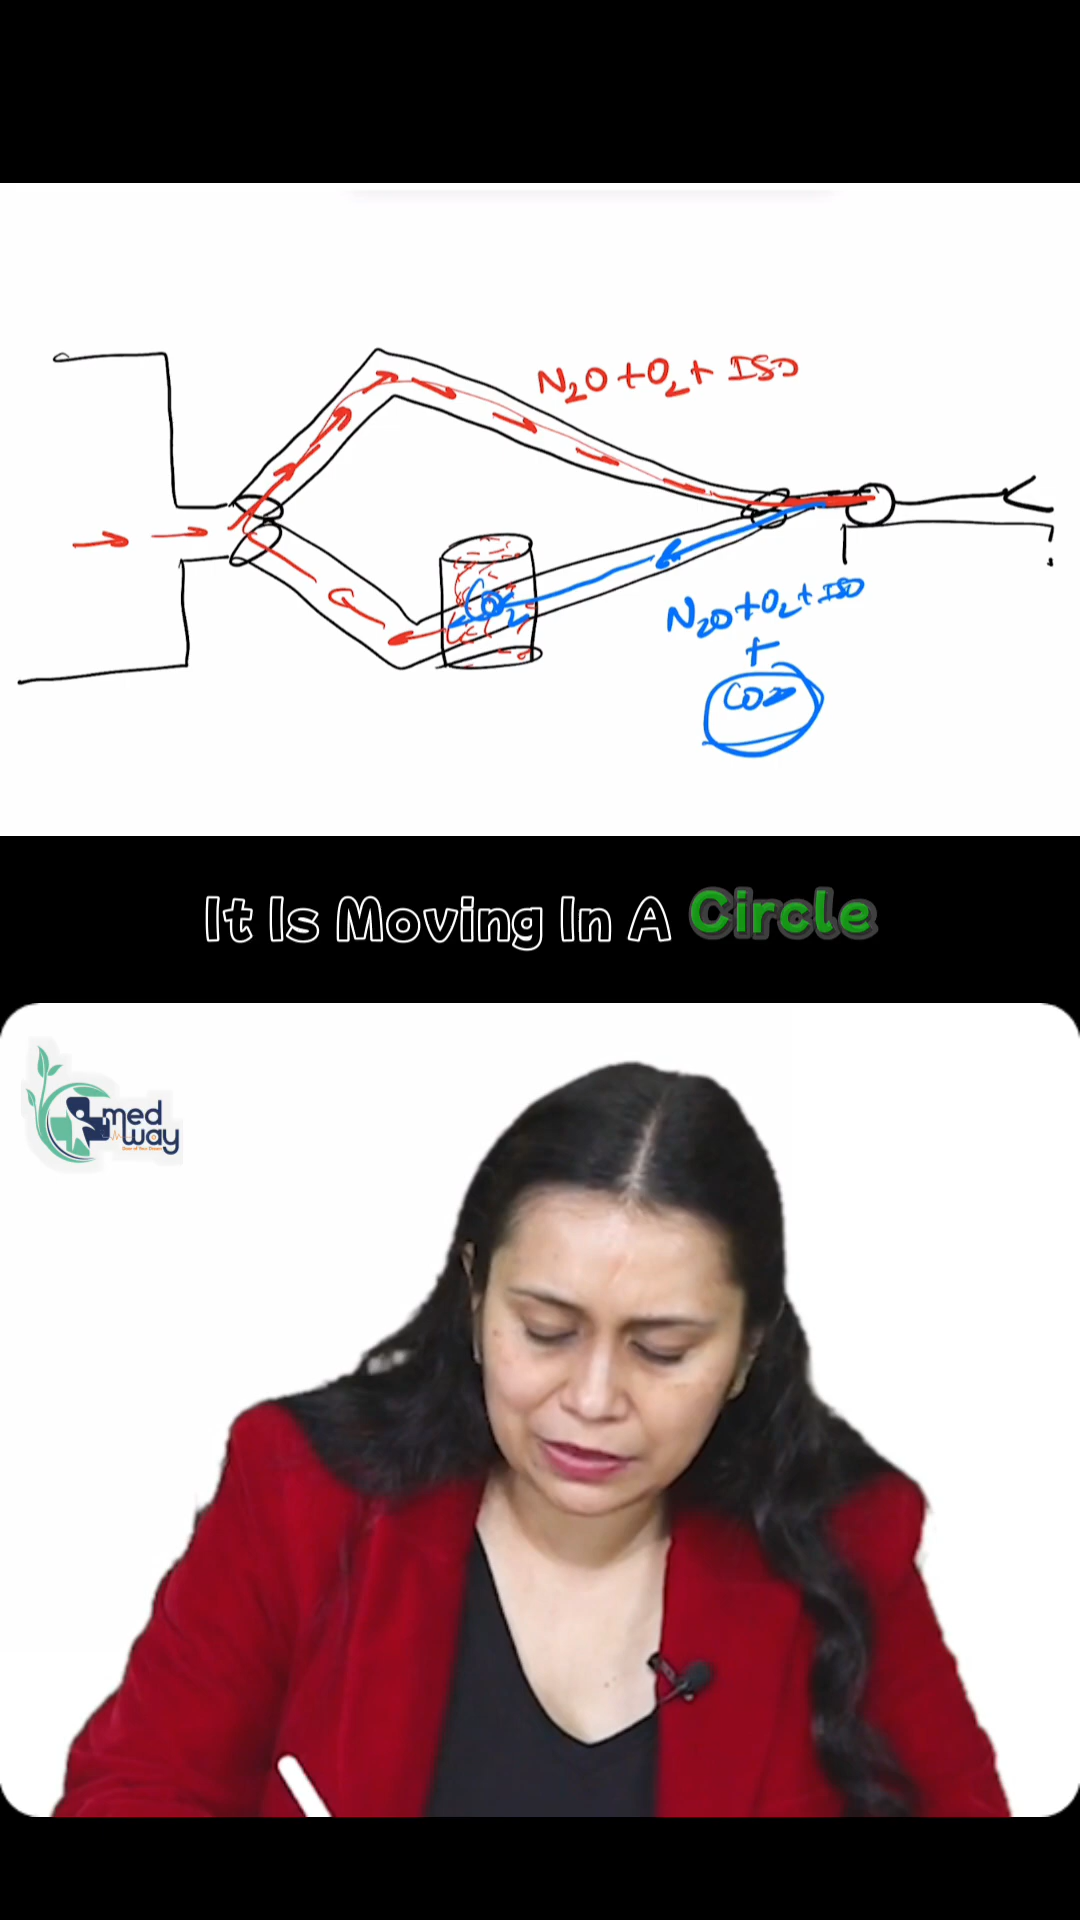 N₂O + O₂ + ISO
CO₂
N₂O + O₂ + ISO
+
CO₂
It Is Moving In A Circle
med
way